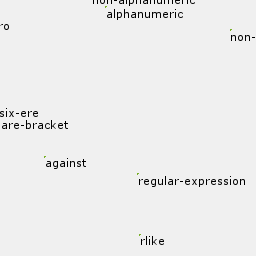 non-alphanumeric
alphanumeric
ro
non-
six-ere
are-bracket
against
regular-expression
rlike